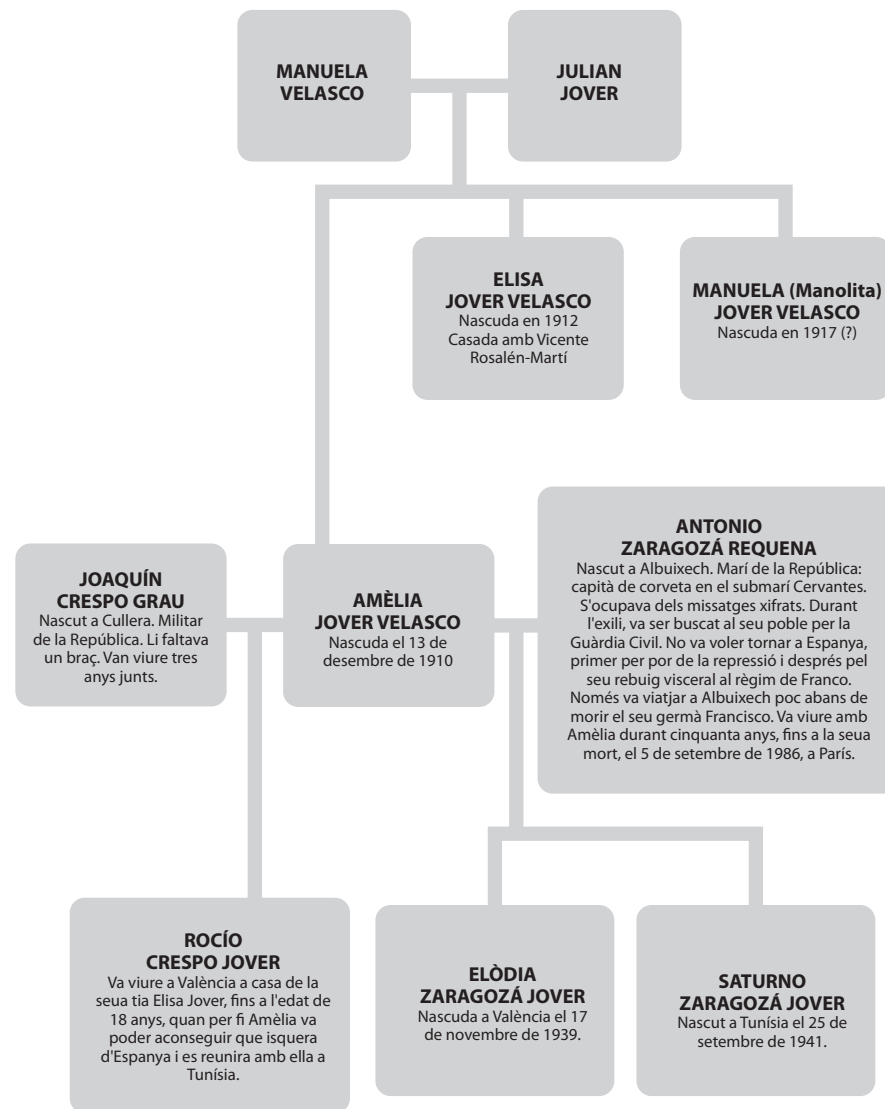 MANUELA
VELASCO
JULIAN
JOVER
ELISA
JOVER VELASCO
Nascuda en 1912
Casada amb Vicente
Rosalén-Martí
MANUELA (Manolita)
JOVER VELASCO
Nascuda en 1917 (?)
JOAQUÍN
CRESPO GRAU
Nascut a Cullera. Militar
de la República. Li faltava
un braç. Van viure tres
anys junts.
AMÈLIA
JOVER VELASCO
Nascuda el 13 de
desembre de 1910
ANTONIO
ZARAGOZÁ REQUENA
Nascut a Albuixech. Marí de la República:
capità de corveta en el submarí Cervantes.
S'ocupava dels missatges xifrats. Durant
l'exili, va ser buscat al seu poble per la
Guàrdia Civil. No va voler tornar a Espanya,
primer per por de la repressió i després pel
seu rebuig visceral al règim de Franco.
Només va viatjar a Albuixech poc abans de
morir el seu germà Francisco. Va viure amb
Amèlia durant cinquanta anys, fins a la seua
mort, el 5 de setembre de 1986, a París.
ROCÍO
CRESPO JOVER
Va viure a València a casa de la
seua tia Elisa Jover, fins a l'edat de
18 anys, quan per fi Amèlia va
poder aconseguir que isquera
d'Espanya i es reunira amb ella a
Tunísia.
ELÒDIA
ZARAGOZÁ JOVER
Nascuda a València el 17
de novembre de 1939.
SATURNO
ZARAGOZÁ JOVER
Nascut a Tunísia el 25 de
setembre de 1941.